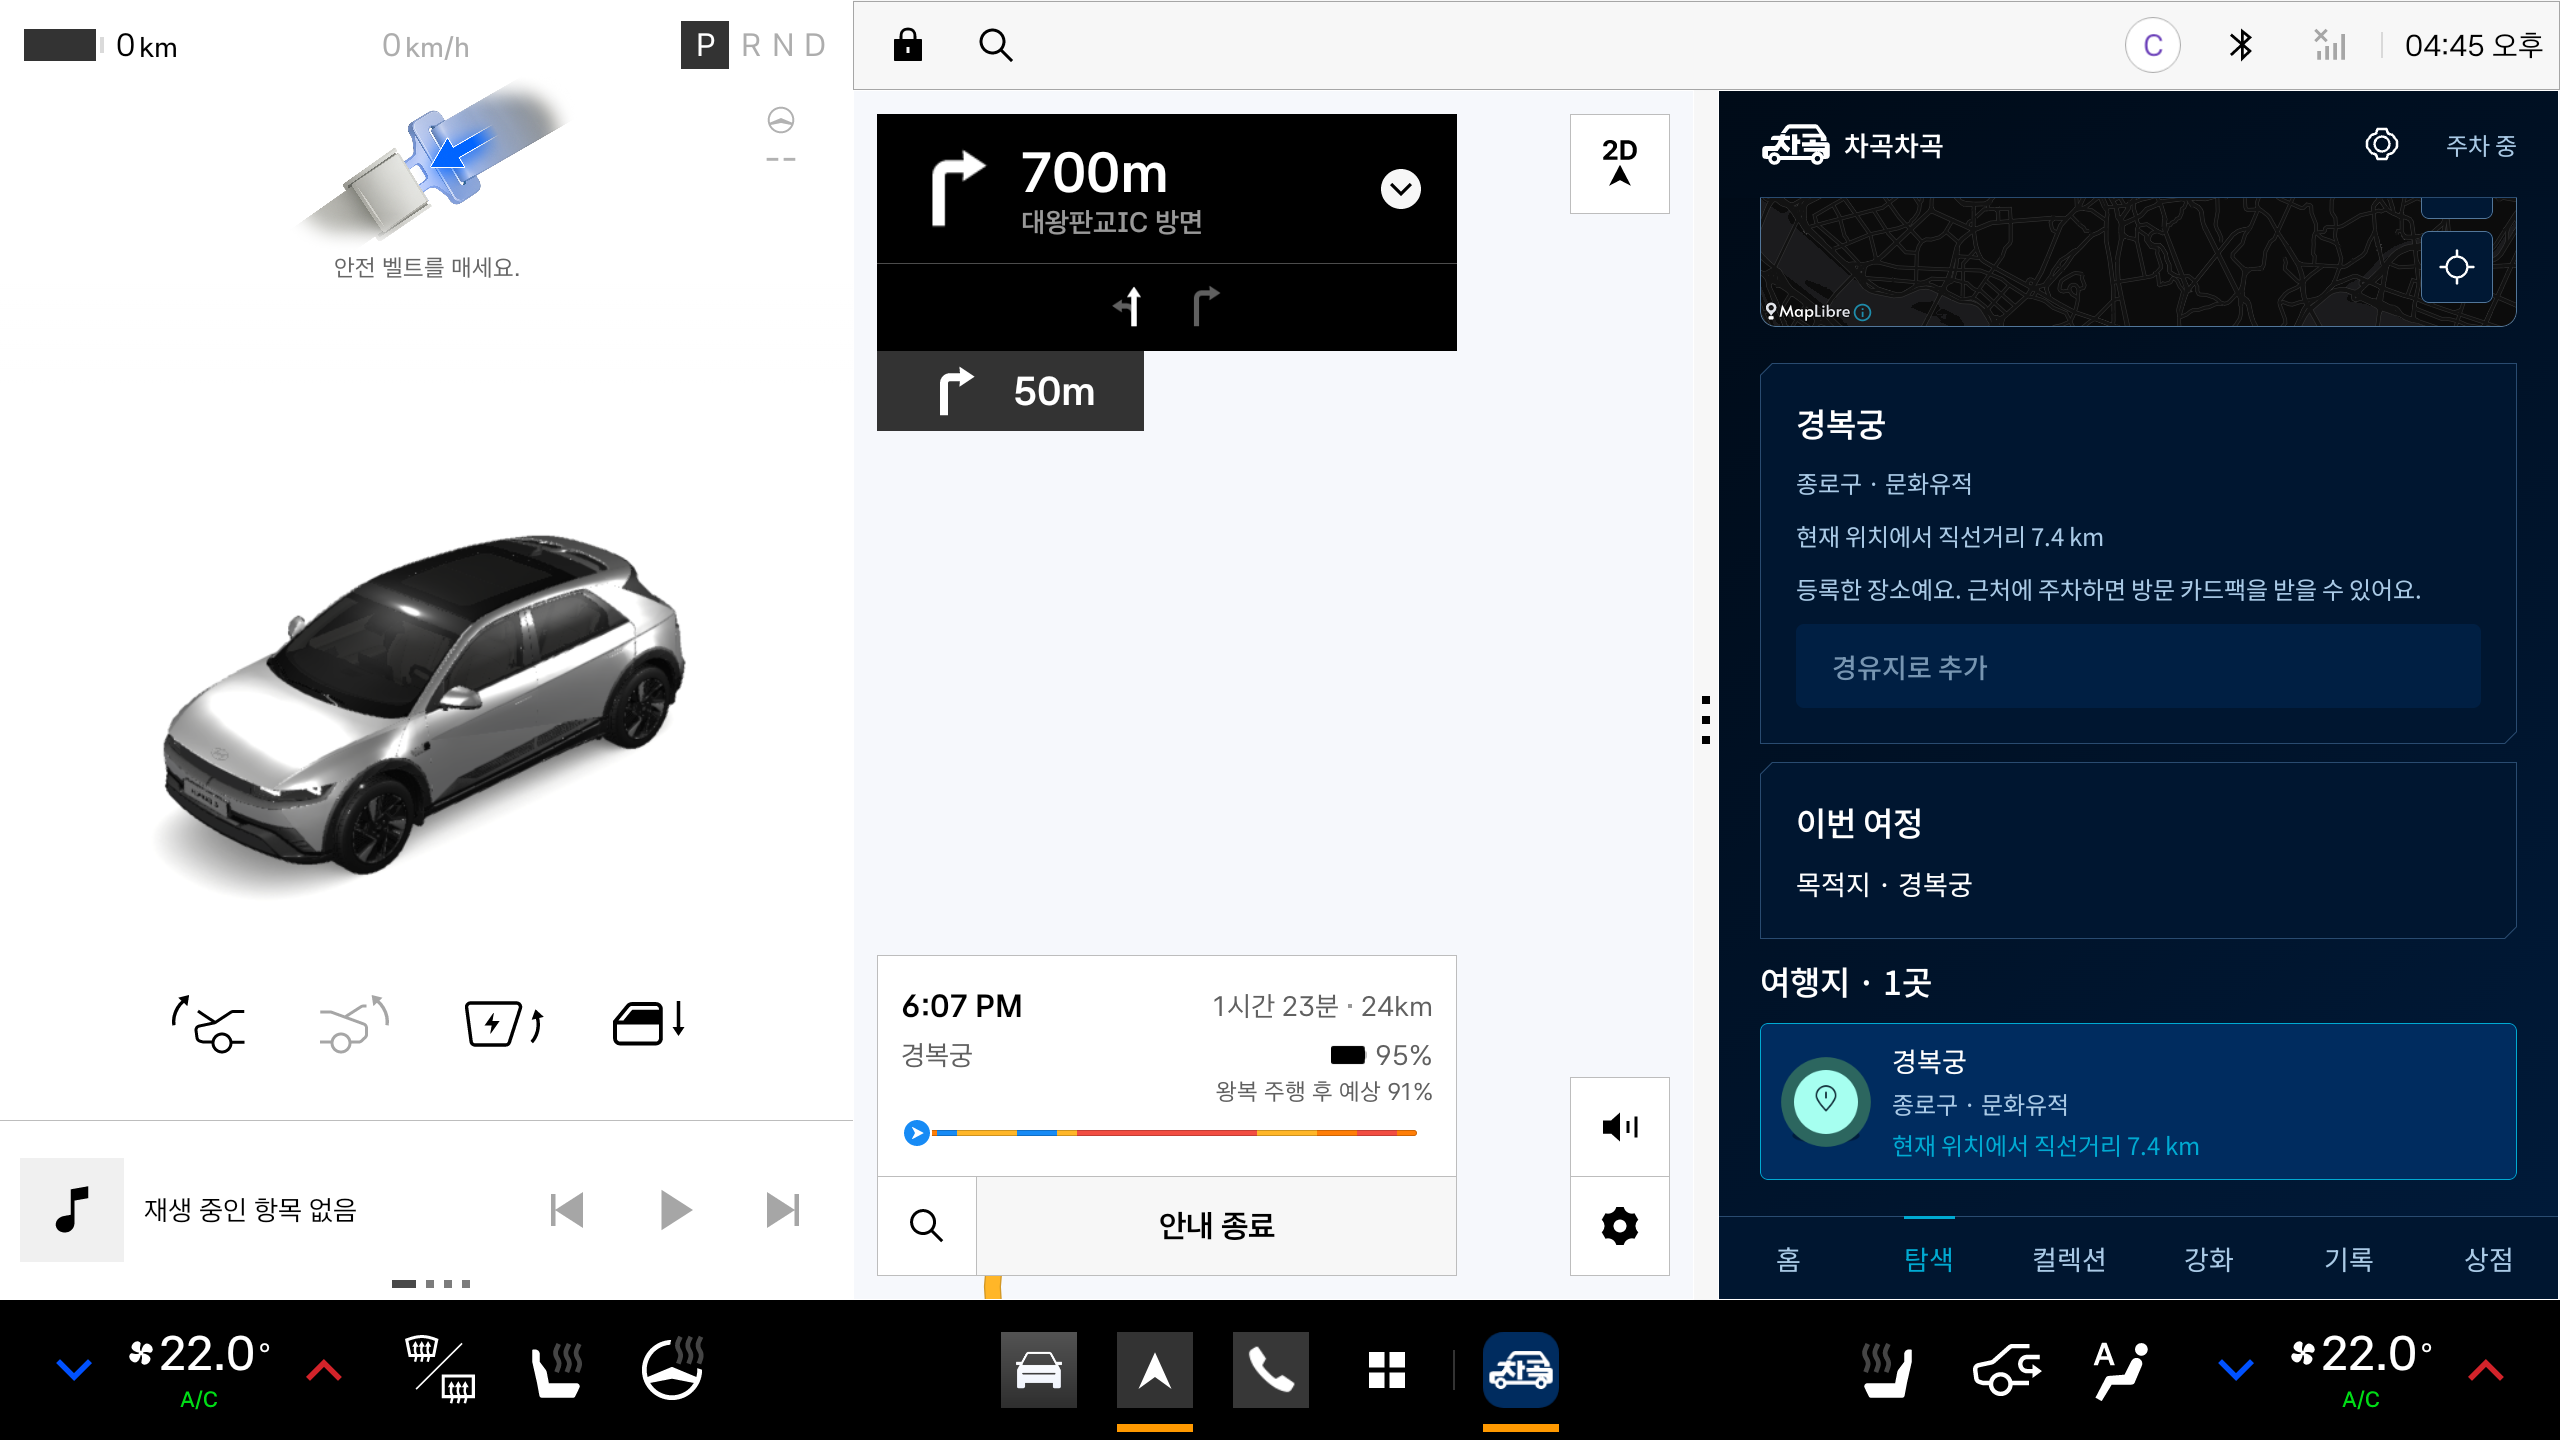 0 km
0 km/h
P R N D
안전 벨트를 매세요.
재생 중인 항목 없음
04:45 오후
C
700m
대왕판교IC 방면
50m
2D
6:07 PM
1시간 23분 · 24km
경복궁
95%
왕복 주행 후 예상 91%
안내 종료
차곡
차곡차곡
주차 중
MapLibre
경복궁
종로구 · 문화유적
현재 위치에서 직선거리 7.4 km
등록한 장소예요. 근처에 주차하면 방문 카드팩을 받을 수 있어요.
경유지로 추가
이번 여정
목적지 · 경복궁
여행지 · 1곳
경복궁
종로구 · 문화유적
현재 위치에서 직선거리 7.4 km
홈 탐색 컬렉션 강화 기록 상점
22.0°
A/C
차곡
A
22.0°
A/C